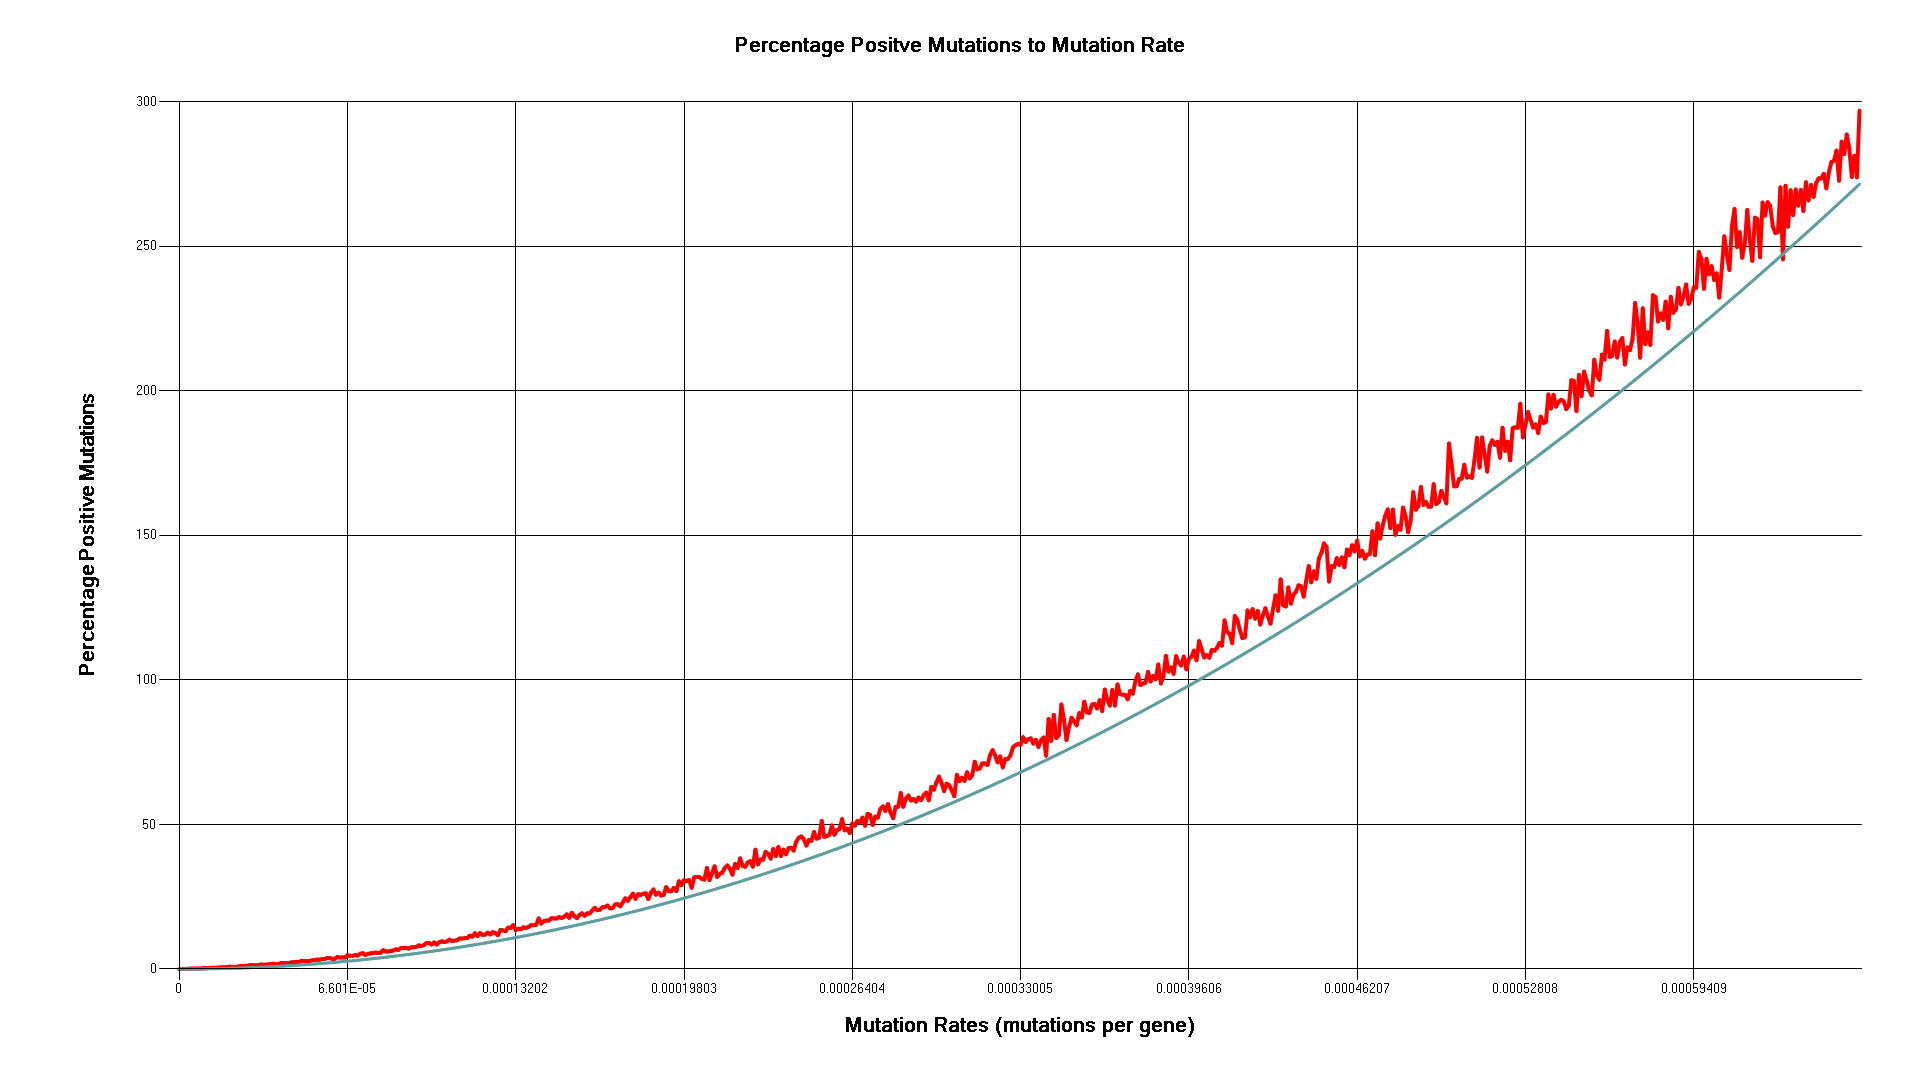 Percentage Positve Mutations to Mutation Rate
300
250
200
150
100
50
0
Percentage Positive Mutations
0 6.601E-05 0.00013202 0.00019803 0.00026404 0.00033005 0.00039606 0.00046207 0.00052808 0.00059409
Mutation Rates (mutations per gene)